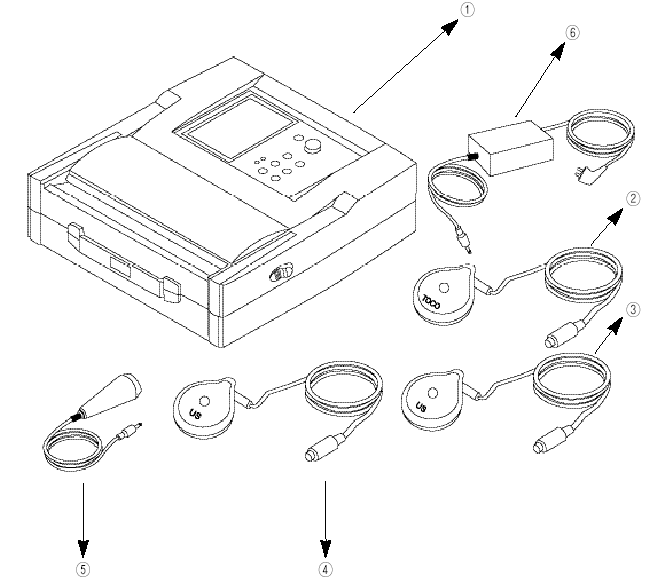 ①
⑥
②
TOCO
③
US
US
⑤
④